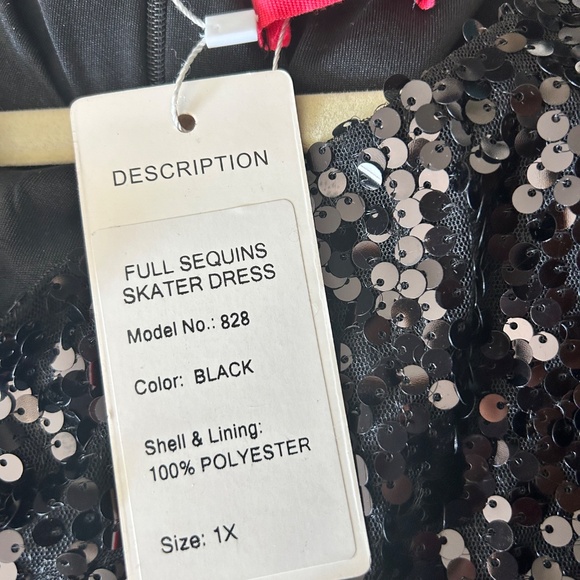 DESCRIPTION
FULL SEQUINS
SKATER DRESS
Model No.: 828
Color: BLACK
Shell & Lining:
100% POLYESTER
Size: 1X